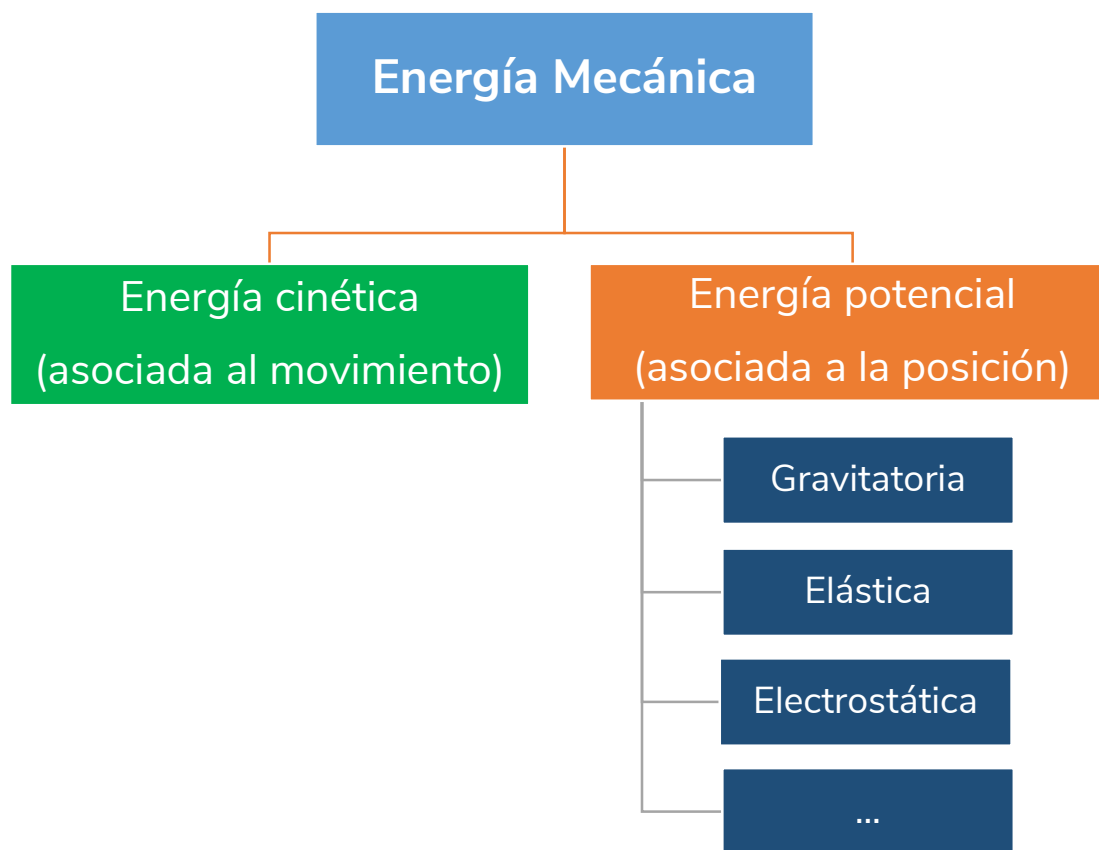 Energía Mecánica
Energía cinética
(asociada al movimiento)
Energía potencial
(asociada a la posición)
Gravitatoria
Elástica
Electrostática
...